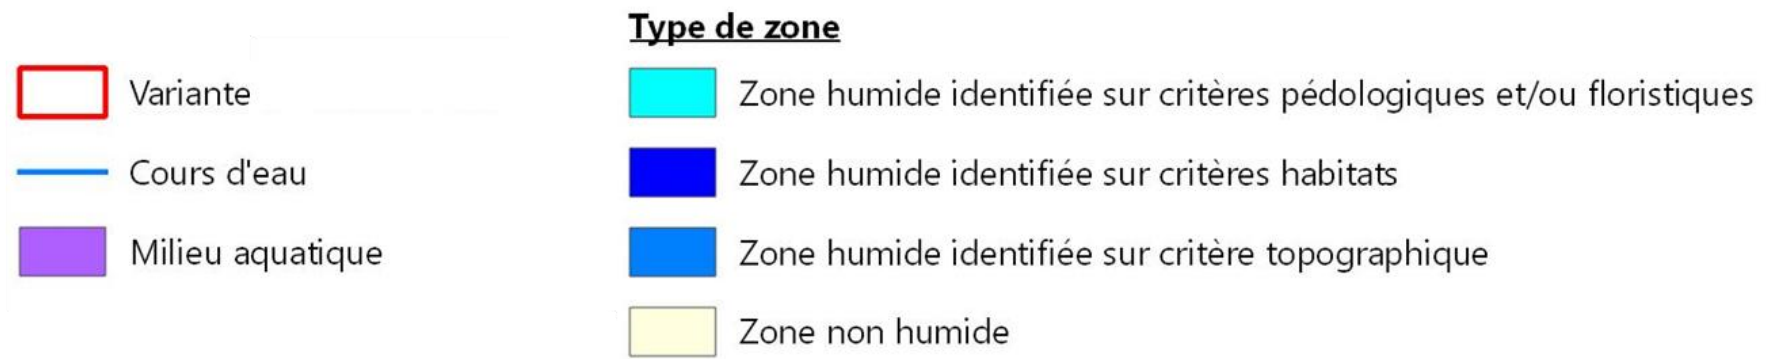 Variante
Cours d'eau
Milieu aquatique
Type de zone
Zone humide identifiée sur critères pédologiques et/ou floristiques
Zone humide identifiée sur critères habitats
Zone humide identifiée sur critère topographique
Zone non humide